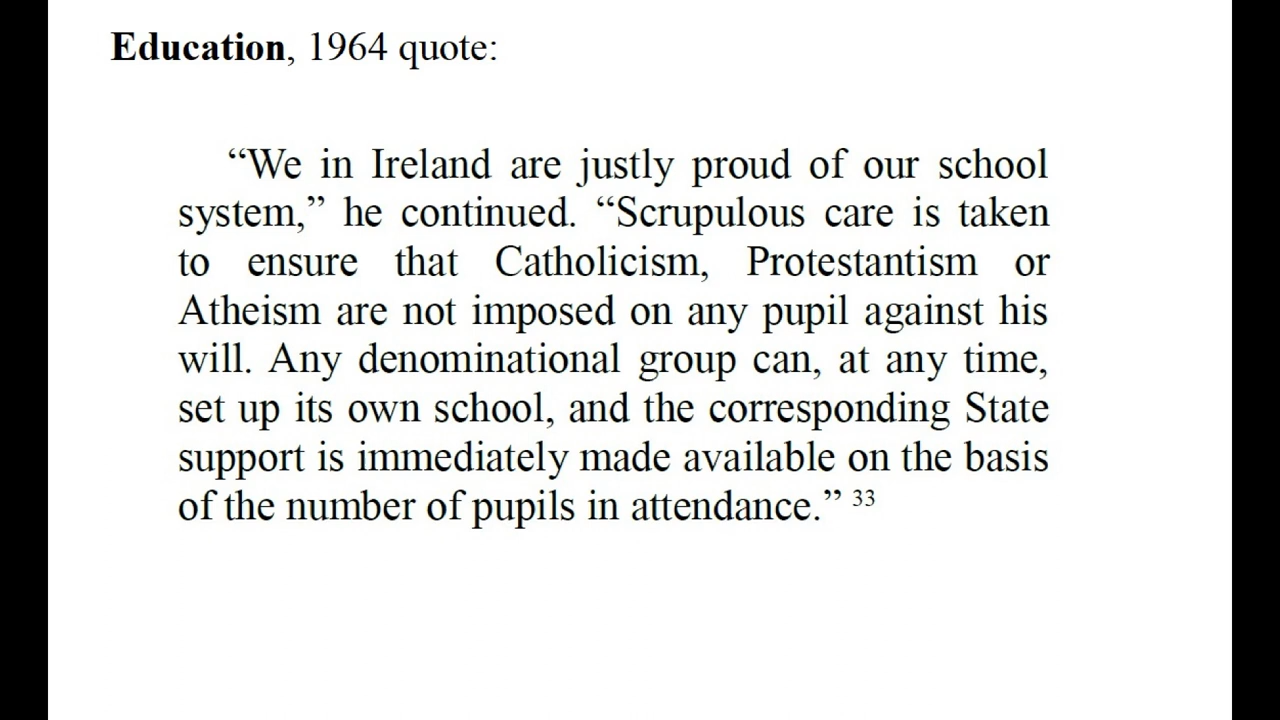 Education, 1964 quote:
“We in Ireland are justly proud of our school
system,” he continued. “Scrupulous care is taken
to ensure that Catholicism, Protestantism or
Atheism are not imposed on any pupil against his
will. Any denominational group can, at any time,
set up its own school, and the corresponding State
support is immediately made available on the basis
of the number of pupils in attendance.” 33